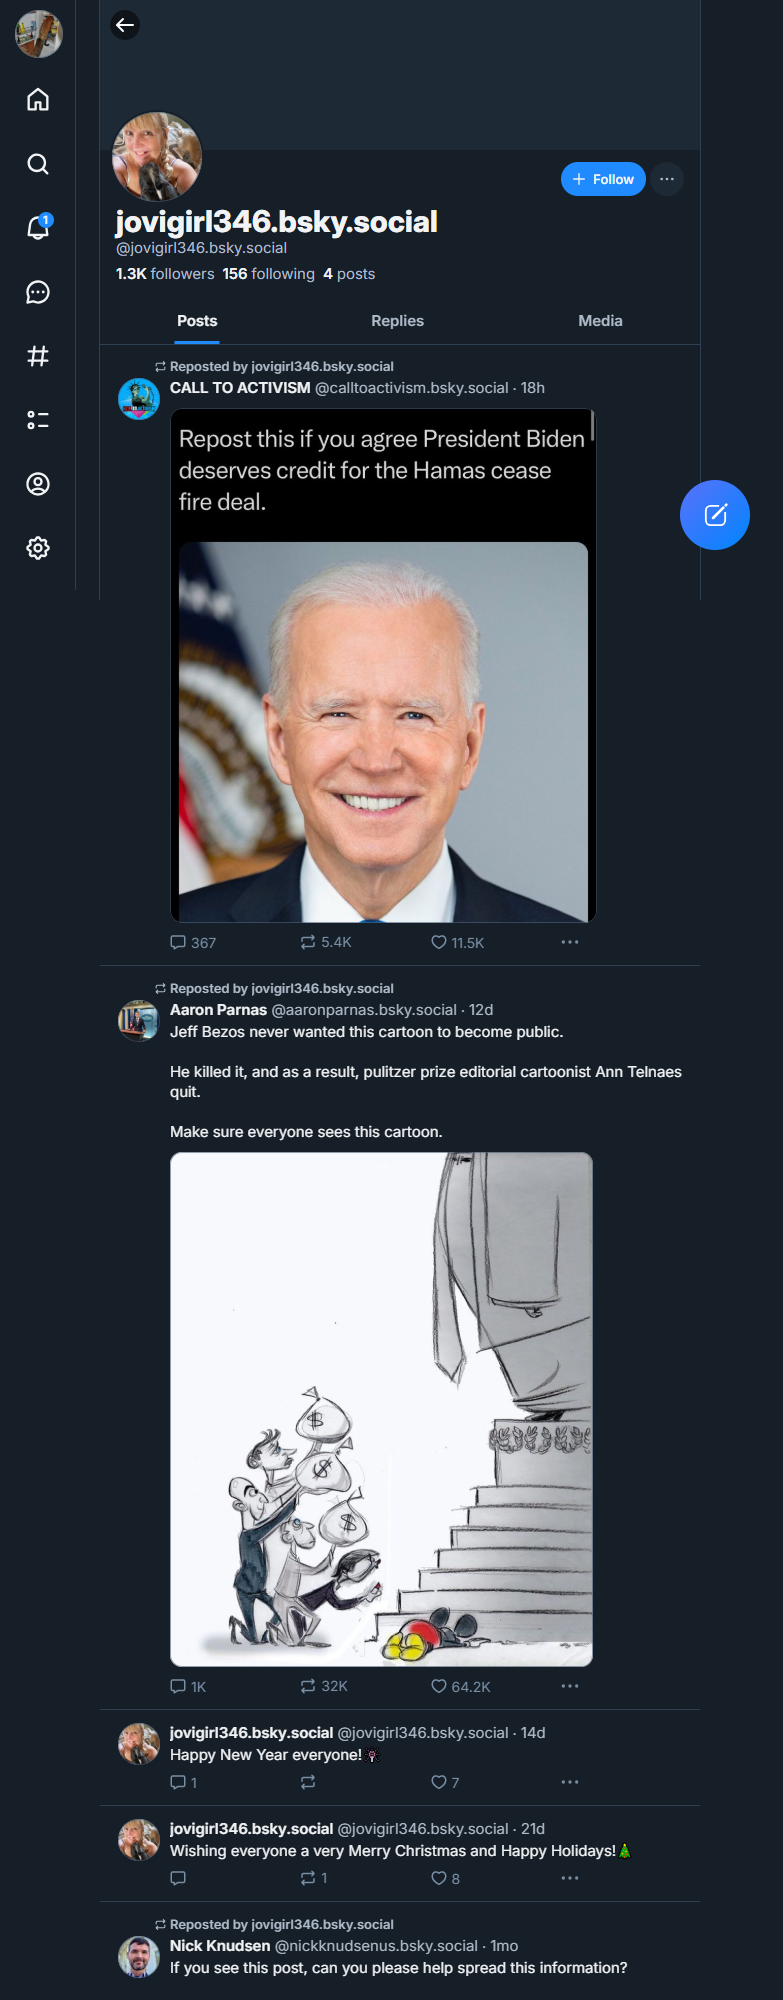 1
Follow
jovigirl346.bsky.social
@jovigirl346.bsky.social
1.3K followers 156 following 4 posts
Posts Replies Media
Reposted by jovigirl346.bsky.social
CALL TO ACTIVISM @calltoactivism.bsky.social · 18h
Repost this if you agree President Biden
deserves credit for the Hamas cease
fire deal.
367 5.4K 11.5K
Reposted by jovigirl346.bsky.social
Aaron Parnas @aaronparnas.bsky.social · 12d
Jeff Bezos never wanted this cartoon to become public.
He killed it, and as a result, pulitzer prize editorial cartoonist Ann Telnaes
quit.
Make sure everyone sees this cartoon.
$
$
$
1K 32K 64.2K
jovigirl346.bsky.social @jovigirl346.bsky.social · 14d
Happy New Year everyone!
1 7
jovigirl346.bsky.social @jovigirl346.bsky.social · 21d
Wishing everyone a very Merry Christmas and Happy Holidays!🎄
1 8
Reposted by jovigirl346.bsky.social
Nick Knudsen @nickknudsenus.bsky.social · 1mo
If you see this post, can you please help spread this information?